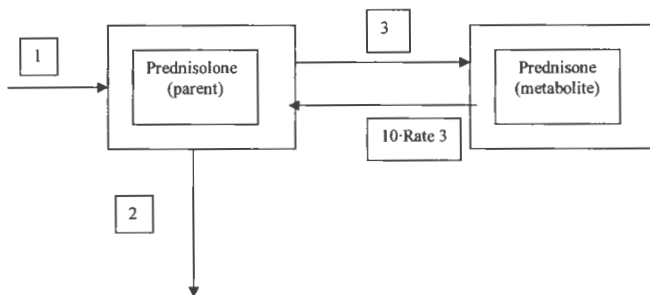 1
3
Prednisolone
(parent)
Prednisone
(metabolite)
10·Rate 3
2